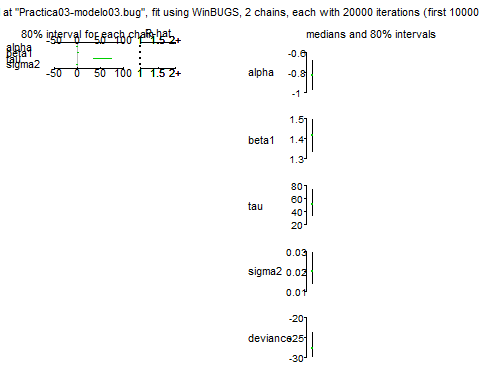 at "Practica03-modelo03.bug", fit using WinBUGS, 2 chains, each with 20000 iterations (first 10000
80% interval for each chain R-hat
-50 0 50 100 1 1.5 2+
alpha
beta1
tau
sigma2
-50 0 50 100 1 1.5 2+
medians and 80% intervals
-0.6
alpha -0.8
-1
1.5
beta1 1.4
1.3
80
60
tau
40
20
0.03
sigma2 0.02
0.01
-20
deviance -25
-30